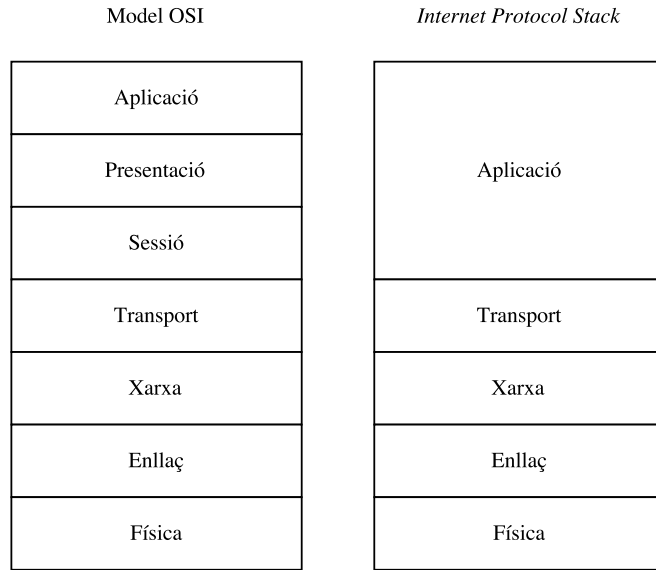 Model OSI
Internet Protocol Stack
Aplicació
Presentació
Sessió
Transport
Xarxa
Enllaç
Física
Aplicació
Transport
Xarxa
Enllaç
Física